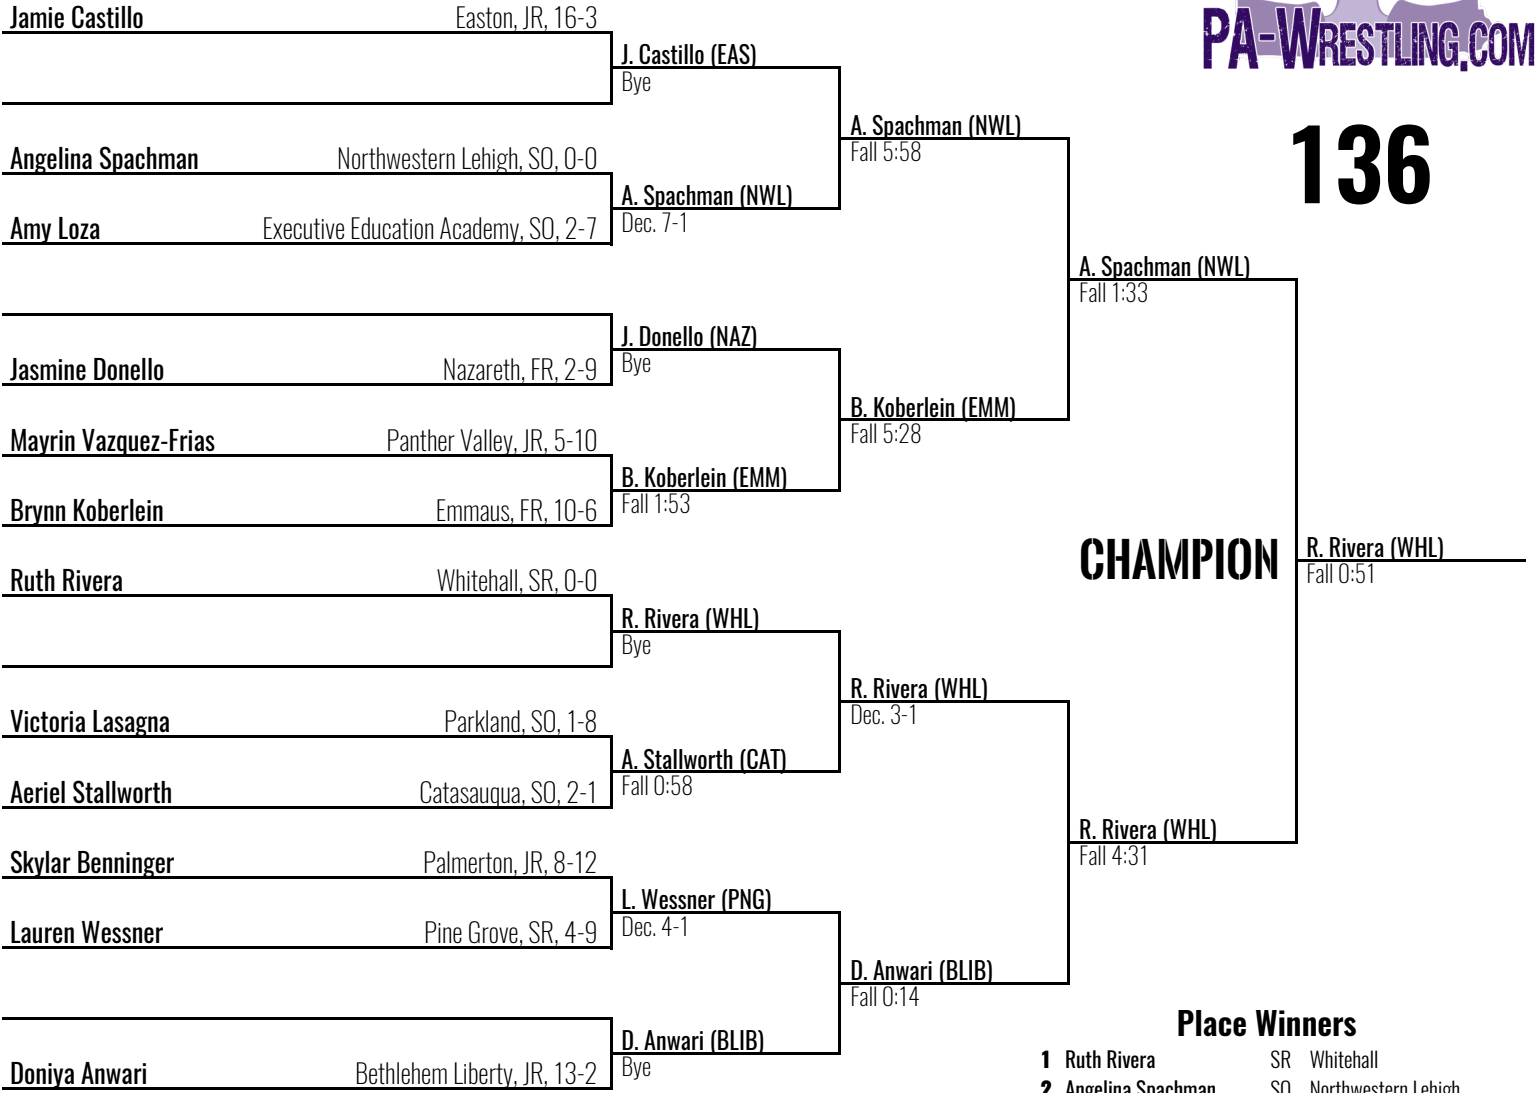 Jamie Castillo Easton, JR, 16-3
PA-WRESTLING.COM
J. Castillo (EAS)
Bye
A. Spachman (NWL)
Fall 5:58
136
Angelina Spachman Northwestern Lehigh, SO, 0-0
A. Spachman (NWL)
Dec. 7-1
Amy Loza Executive Education Academy, SO, 2-7
A. Spachman (NWL)
Fall 1:33
J. Donello (NAZ)
Bye
Jasmine Donello Nazareth, FR, 2-9
B. Koberlein (EMM)
Fall 5:28
Mayrin Vazquez-Frias Panther Valley, JR, 5-10
B. Koberlein (EMM)
Fall 1:53
Brynn Koberlein Emmaus, FR, 10-6
CHAMPION
R. Rivera (WHL)
Fall 0:51
Ruth Rivera Whitehall, SR, 0-0
R. Rivera (WHL)
Bye
R. Rivera (WHL)
Dec. 3-1
Victoria Lasagna Parkland, SO, 1-8
A. Stallworth (CAT)
Fall 0:58
Aeriel Stallworth Catasauqua, SO, 2-1
R. Rivera (WHL)
Fall 4:31
Skylar Benninger Palmerton, JR, 8-12
L. Wessner (PNG)
Dec. 4-1
Lauren Wessner Pine Grove, SR, 4-9
D. Anwari (BLIB)
Fall 0:14
D. Anwari (BLIB)
Bye
Doniya Anwari Bethlehem Liberty, JR, 13-2
Place Winners
1 Ruth Rivera SR Whitehall
2 Angelina Spachman SO Northwestern Lehigh